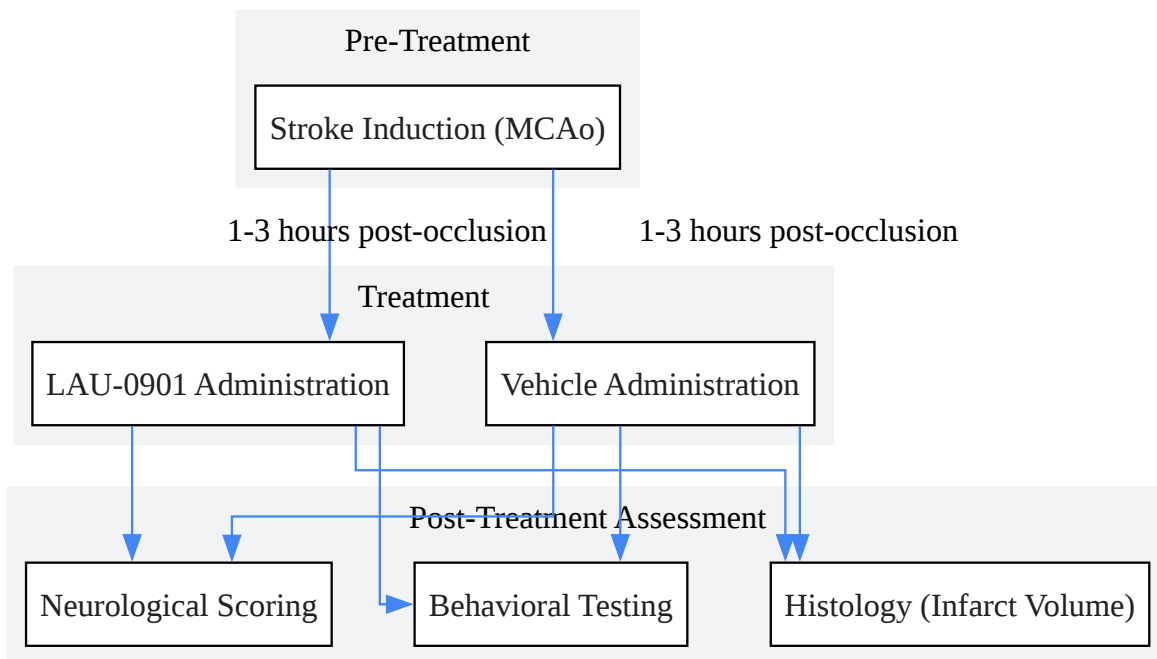 Pre-Treatment
Stroke Induction (MCAo)
1-3 hours post-occlusion
1-3 hours post-occlusion
Treatment
LAU-0901 Administration
Vehicle Administration
Post-Treatment Assessment
Neurological Scoring
Behavioral Testing
Histology (Infarct Volume)